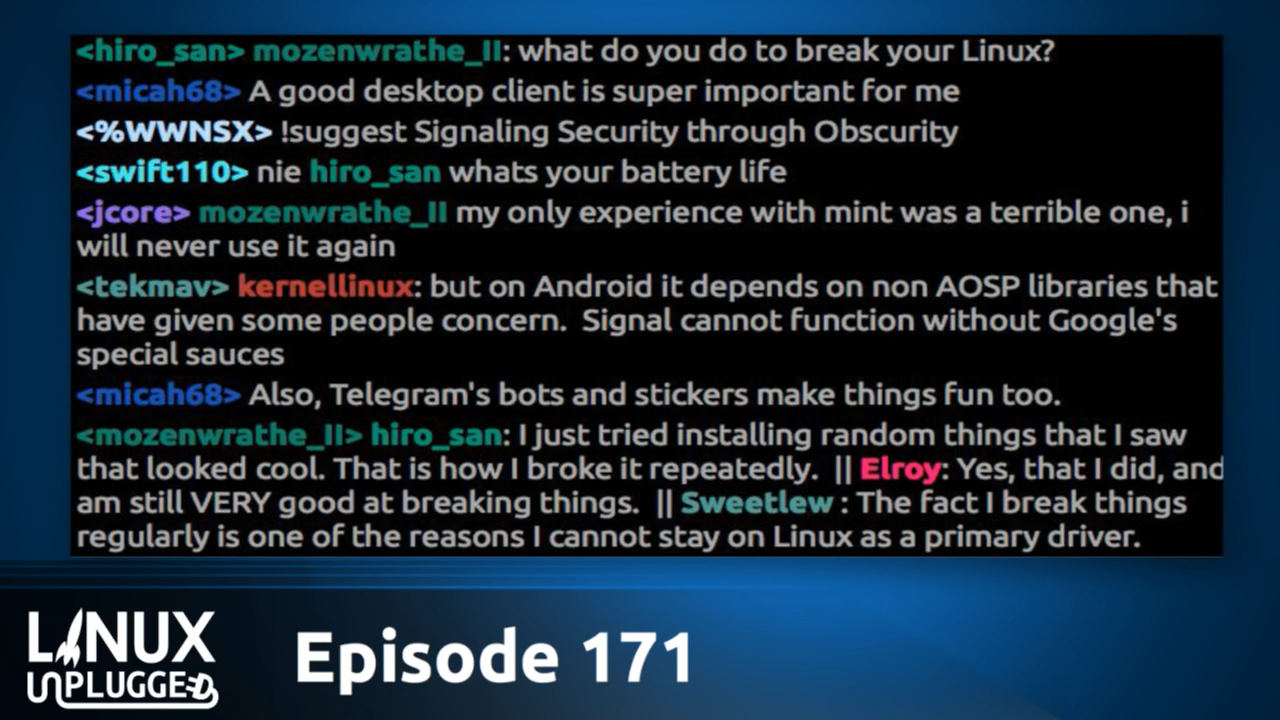 <hiro_san> mozenwrathe_II: what do you do to break your Linux?
<micah68> A good desktop client is super important for me
<%WWNSX> !suggest Signaling Security through Obscurity
<swift110> nie hiro_san whats your battery life
<jcore> mozenwrathe_II my only experience with mint was a terrible one, i
will never use it again
<tekmav> kernellinux: but on Android it depends on non AOSP libraries that
have given some people concern.  Signal cannot function without Google's
special sauces
<micah68> Also, Telegram's bots and stickers make things fun too.
<mozenwrathe_II> hiro_san: I just tried installing random things that I saw
that looked cool. That is how I broke it repeatedly.  || Elroy: Yes, that I did, and
am still VERY good at breaking things.  || Sweetlew : The fact I break things
regularly is one of the reasons I cannot stay on Linux as a primary driver.
LINUX
UNPLUGGED
Episode 171